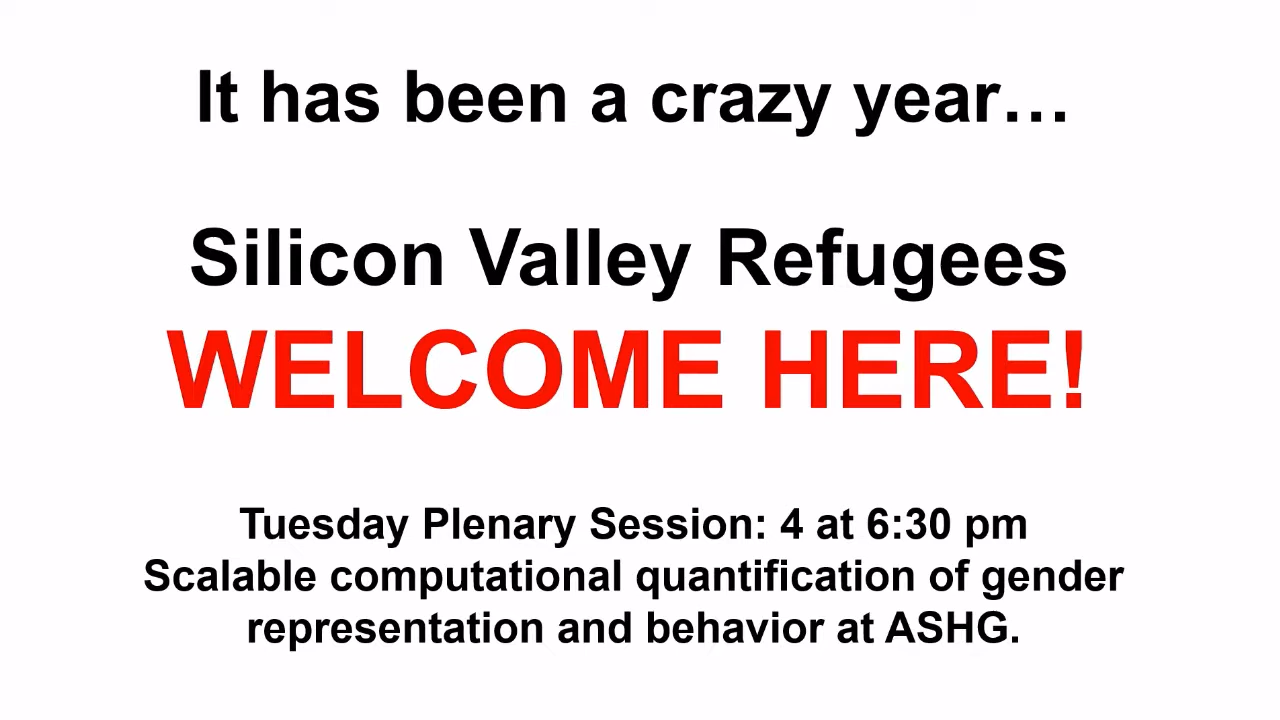 It has been a crazy year…
Silicon Valley Refugees
WELCOME HERE!
Tuesday Plenary Session: 4 at 6:30 pm
Scalable computational quantification of gender
representation and behavior at ASHG.